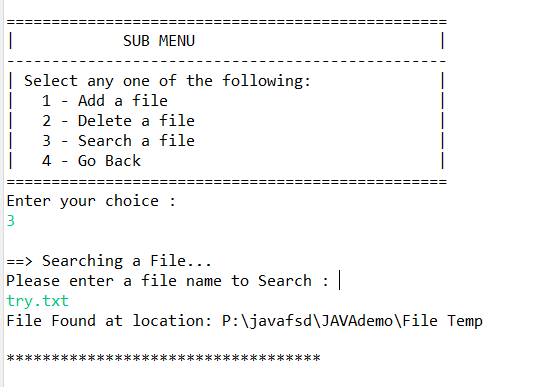 =================================================
|            SUB MENU                           |
-------------------------------------------------
| Select any one of the following:              |
|   1 - Add a file                              |
|   2 - Delete a file                           |
|   3 - Search a file                           |
|   4 - Go Back                                 |
=================================================
Enter your choice :
3
==> Searching a File...
Please enter a file name to Search :
try.txt
File Found at location: P:\javafsd\JAVAdemo\File Temp
***********************************